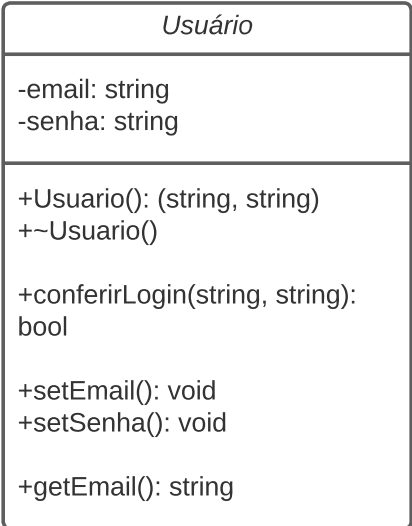 Usuário
-email: string
-senha: string
+Usuario(): (string, string)
+~Usuario()
+conferirLogin(string, string):
bool
+setEmail(): void
+setSenha(): void
+getEmail(): string